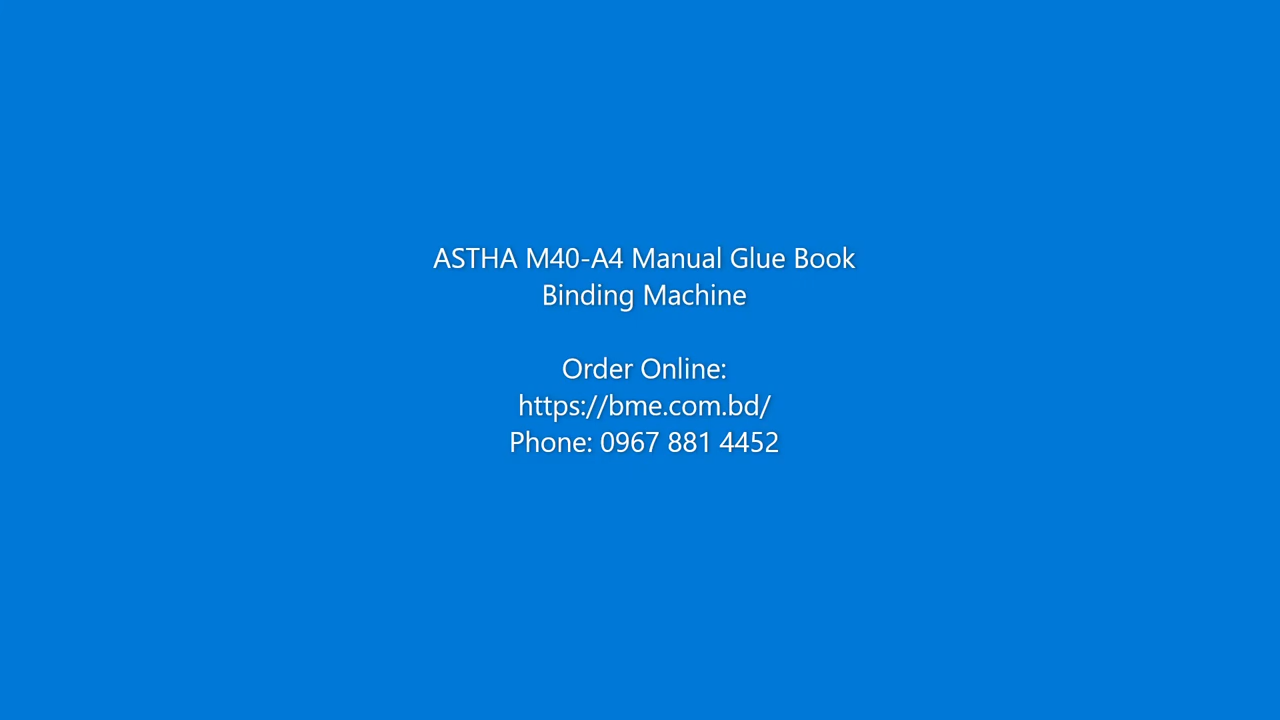 ASTHA M40-A4 Manual Glue Book
Binding Machine
Order Online:
https://bme.com.bd/
Phone: 0967 881 4452